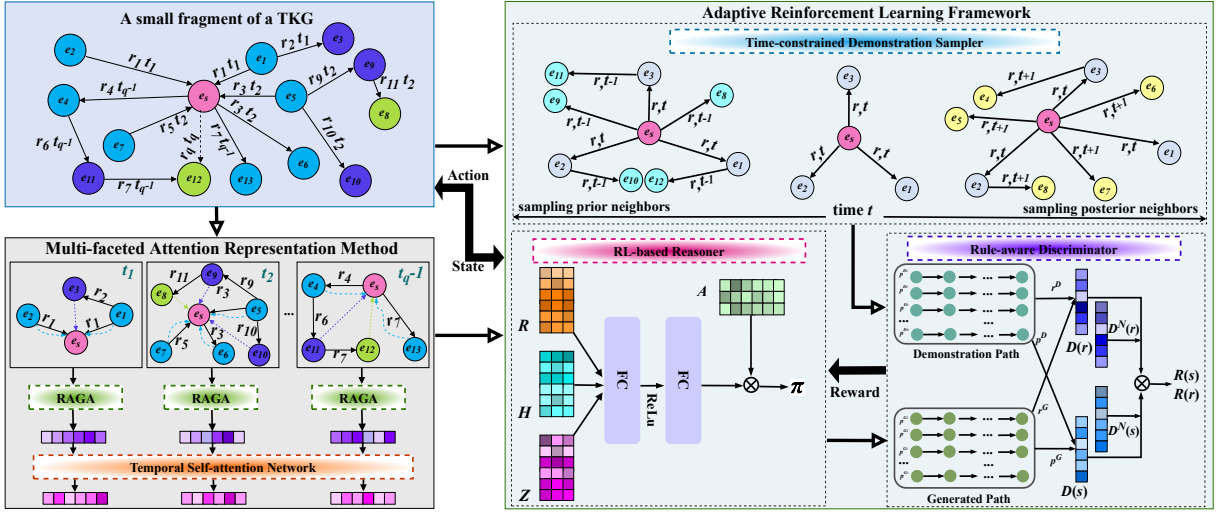 A small fragment of a TKG
e2
e1
e3
r2 t1
r1 t1
r1 t1
e9
r9 t2
r11 t2
e4
r4 tq-1
es
r3 t2
e5
e8
r3 t2
r5 t2
e7
r6 tq-1
rq tq
r7 tq-1
e6
r10 t2
e11
r7 tq-1
e12
e13
e10
Action
State
Multi-faceted Attention Representation Method
t1
e3
r2
e2
r1
r1
e1
es
t2
r11
e9
e8
r3
r9
es
e5
r5
r3
r10
e7
e6
e10
...
tq-1
e4
r4
es
r6
r7
e11
r7
e12
e13
RAGA
RAGA
RAGA
Temporal Self-attention Network
Adaptive Reinforcement Learning Framework
Time-constrained Demonstration Sampler
e11
r,t-1
e3
e9
r,t
e8
r,t-1
r,t-1
es
r,t
r,t
e2
e1
r,t-1
e10
e12
r,t-1
e3
r,t
es
r,t
r,t
e2
e1
r,t+1
e3
e4
e6
r,t
r,t+1
e5
r,t+1
es
r,t
r,t
r,t+1
e1
e2
r,t+1
e8
e7
sampling prior neighbors
time t
sampling posterior neighbors
RL-based Reasoner
R
H
Z
FC
ReLu
FC
A
⊗
π
Reward
Rule-aware Discriminator
...
...
...
...
Demonstration Path
rD
pD
rG
pG
...
...
...
...
Generated Path
D(r)
DN(r)
DN(s)
D(s)
⊗
R(s)
R(r)